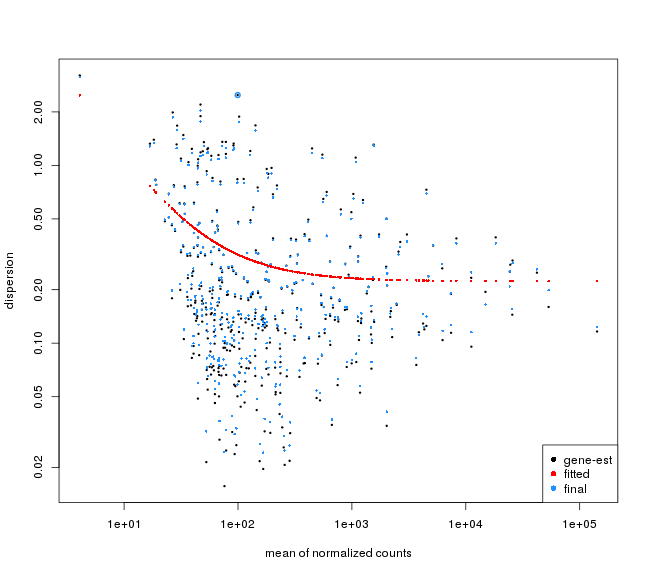 2.00
1.00
0.50
0.20
0.10
0.05
0.02
dispersion
1e+01 1e+02 1e+03 1e+04 1e+05
mean of normalized counts
gene-est
fitted
final